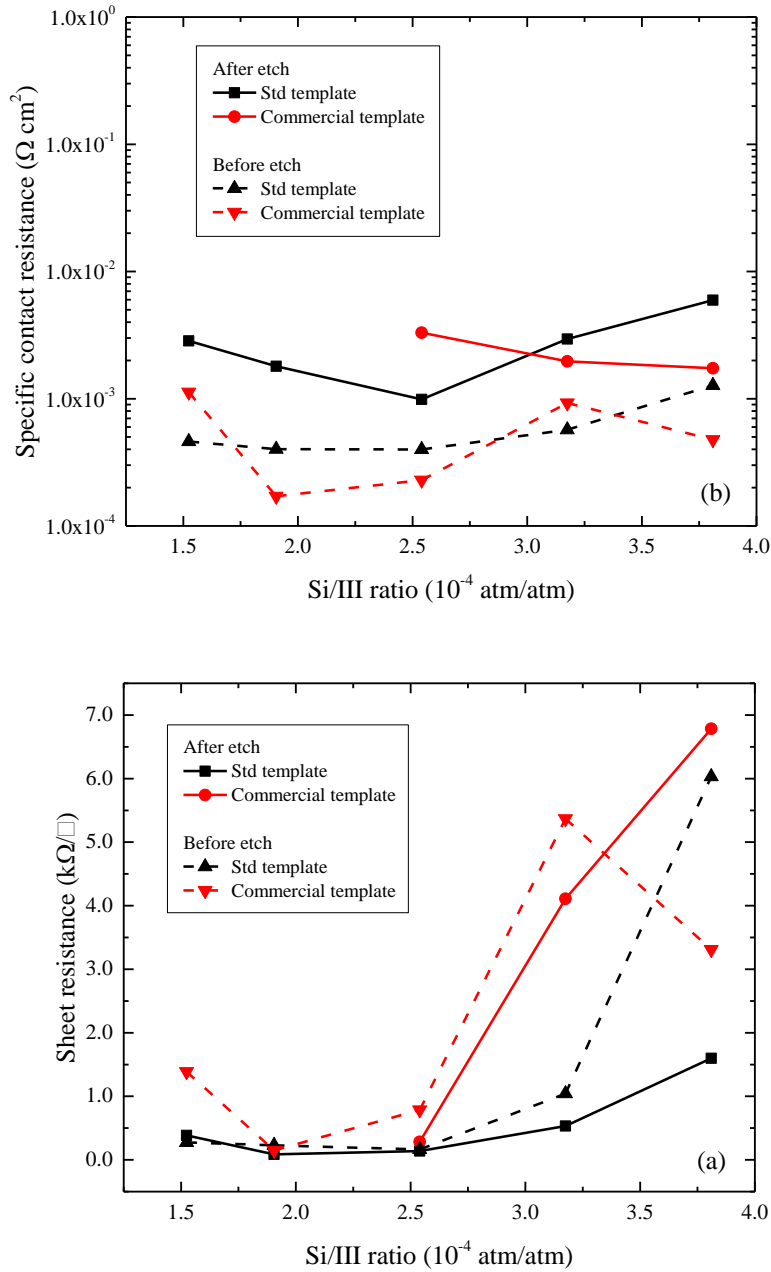 1.0x10⁰
1.0x10⁻¹
1.0x10⁻²
1.0x10⁻³
1.0x10⁻⁴
Specific contact resistance (Ω cm²)
After etch
Std template
Commercial template
Before etch
Std template
Commercial template
(b)
1.5 2.0 2.5 3.0 3.5 4.0
Si/III ratio (10⁻⁴ atm/atm)
7.0
6.0
5.0
4.0
3.0
2.0
1.0
0.0
Sheet resistance (kΩ/□)
After etch
Std template
Commercial template
Before etch
Std template
Commercial template
(a)
1.5 2.0 2.5 3.0 3.5 4.0
Si/III ratio (10⁻⁴ atm/atm)